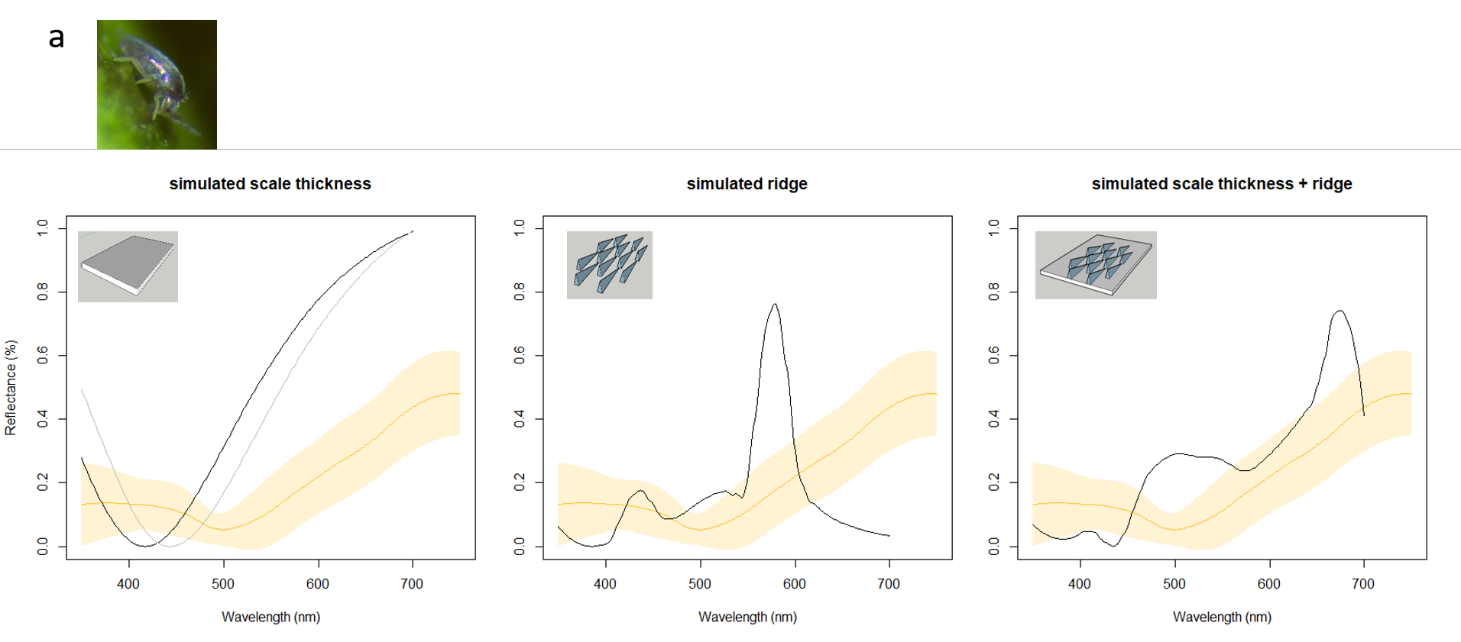 a
simulated scale thickness
simulated ridge
simulated scale thickness + ridge
Reflectance (%)
1.0
0.8
0.6
0.4
0.2
0.0
400 500 600 700
Wavelength (nm)
1.0
0.8
0.6
0.4
0.2
0.0
400 500 600 700
Wavelength (nm)
1.0
0.8
0.6
0.4
0.2
0.0
400 500 600 700
Wavelength (nm)